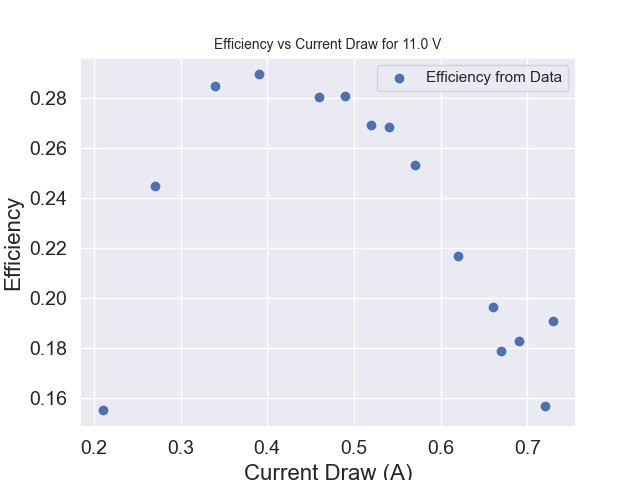 Efficiency vs Current Draw for 11.0 V
Efficiency from Data
Efficiency
0.28
0.26
0.24
0.22
0.20
0.18
0.16
0.2 0.3 0.4 0.5 0.6 0.7
Current Draw (A)